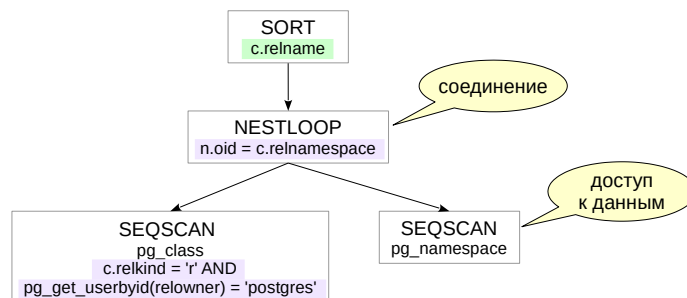 SORT
c.relname
соединение
NESTLOOP
n.oid = c.relnamespace
доступ
к данным
SEQSCAN
pg_class
c.relkind = 'r' AND
pg_get_userbyid(relowner) = 'postgres'
SEQSCAN
pg_namespace